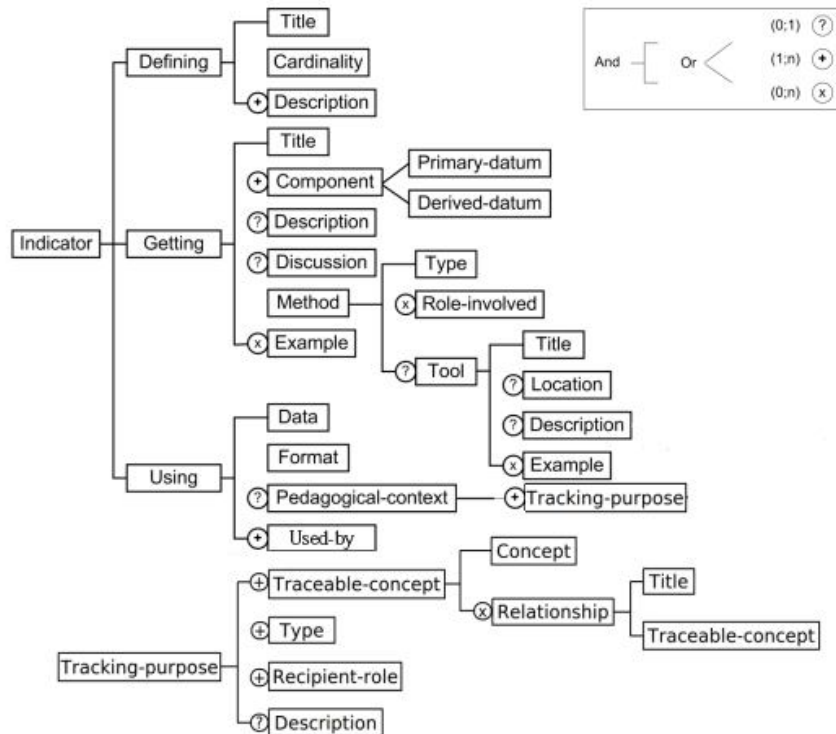 Title
(0;1) ?
Defining
Cardinality
And
Or
(1;n) +
+ Description
(0;n) x
Title
Primary-datum
+ Component
Derived-datum
? Description
Indicator
Getting
? Discussion
Type
Method
x Role-involved
x Example
Title
? Tool
? Location
Data
? Description
Format
Using
x Example
? Pedagogical-context
+ Tracking-purpose
+ Used-by
Concept
+ Traceable-concept
Title
x Relationship
+ Type
Traceable-concept
Tracking-purpose
+ Recipient-role
? Description